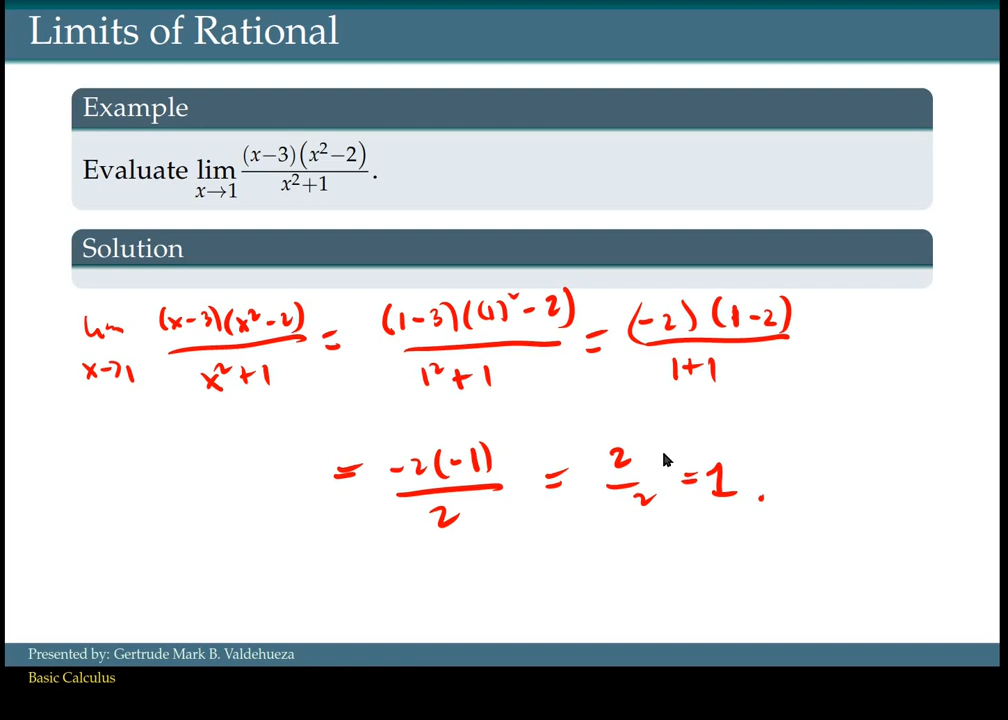 Limits of Rational
Example
Evaluate lim x→1 (x−3)(x²−2) / x²+1 .
Solution
lim x→1 (x−3)(x²−2) / x²+1 = (1−3)((1)²−2) / 1²+1 = (−2)(1−2) / 1+1
= −2(−1) / 2 = 2 / 2 = 1 .
Presented by: Gertrude Mark B. Valdehueza
Basic Calculus